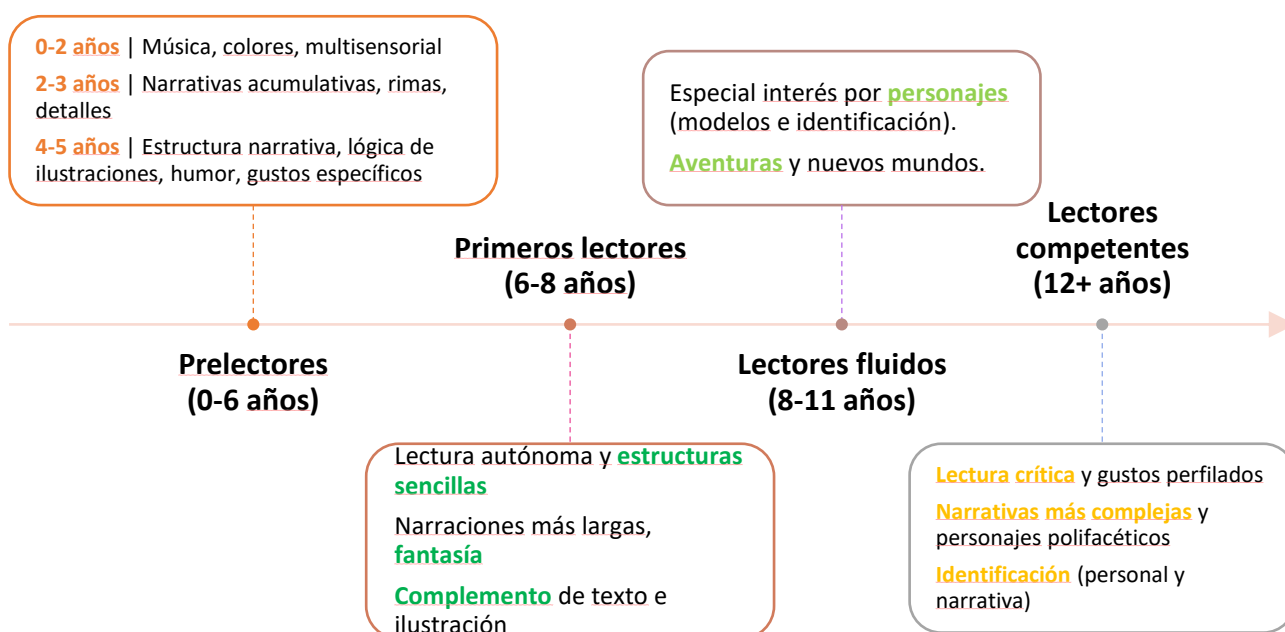 0-2 años | Música, colores, multisensorial
2-3 años | Narrativas acumulativas, rimas,
detalles
4-5 años | Estructura narrativa, lógica de
ilustraciones, humor, gustos específicos
Especial interés por personajes
(modelos e identificación).
Aventuras y nuevos mundos.
Primeros lectores
(6-8 años)
Lectores
competentes
(12+ años)
Prelectores
(0-6 años)
Lectores fluidos
(8-11 años)
Lectura autónoma y estructuras
sencillas
Narraciones más largas,
fantasía
Complemento de texto e
ilustración
Lectura crítica y gustos perfilados
Narrativas más complejas y
personajes polifacéticos
Identificación (personal y
narrativa)